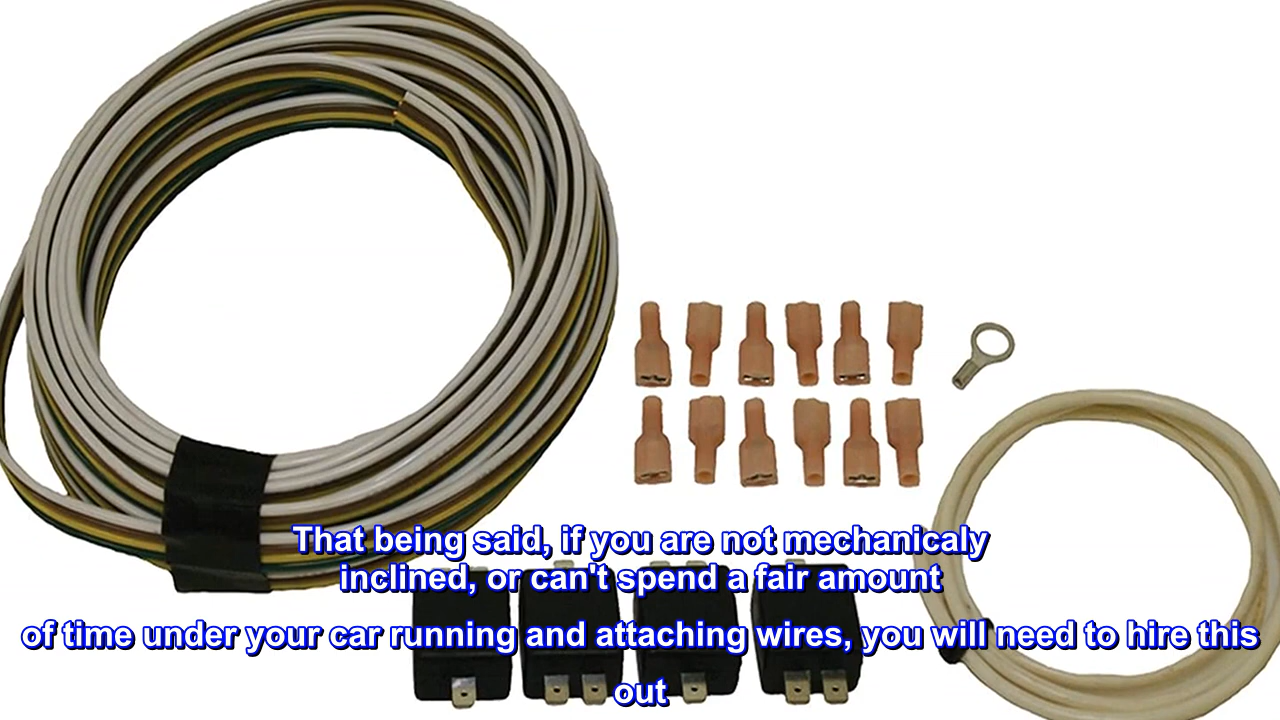 That being said, if you are not mechanicaly
inclined, or can't spend a fair amount
of time under your car running and attaching wires, you will need to hire this
out